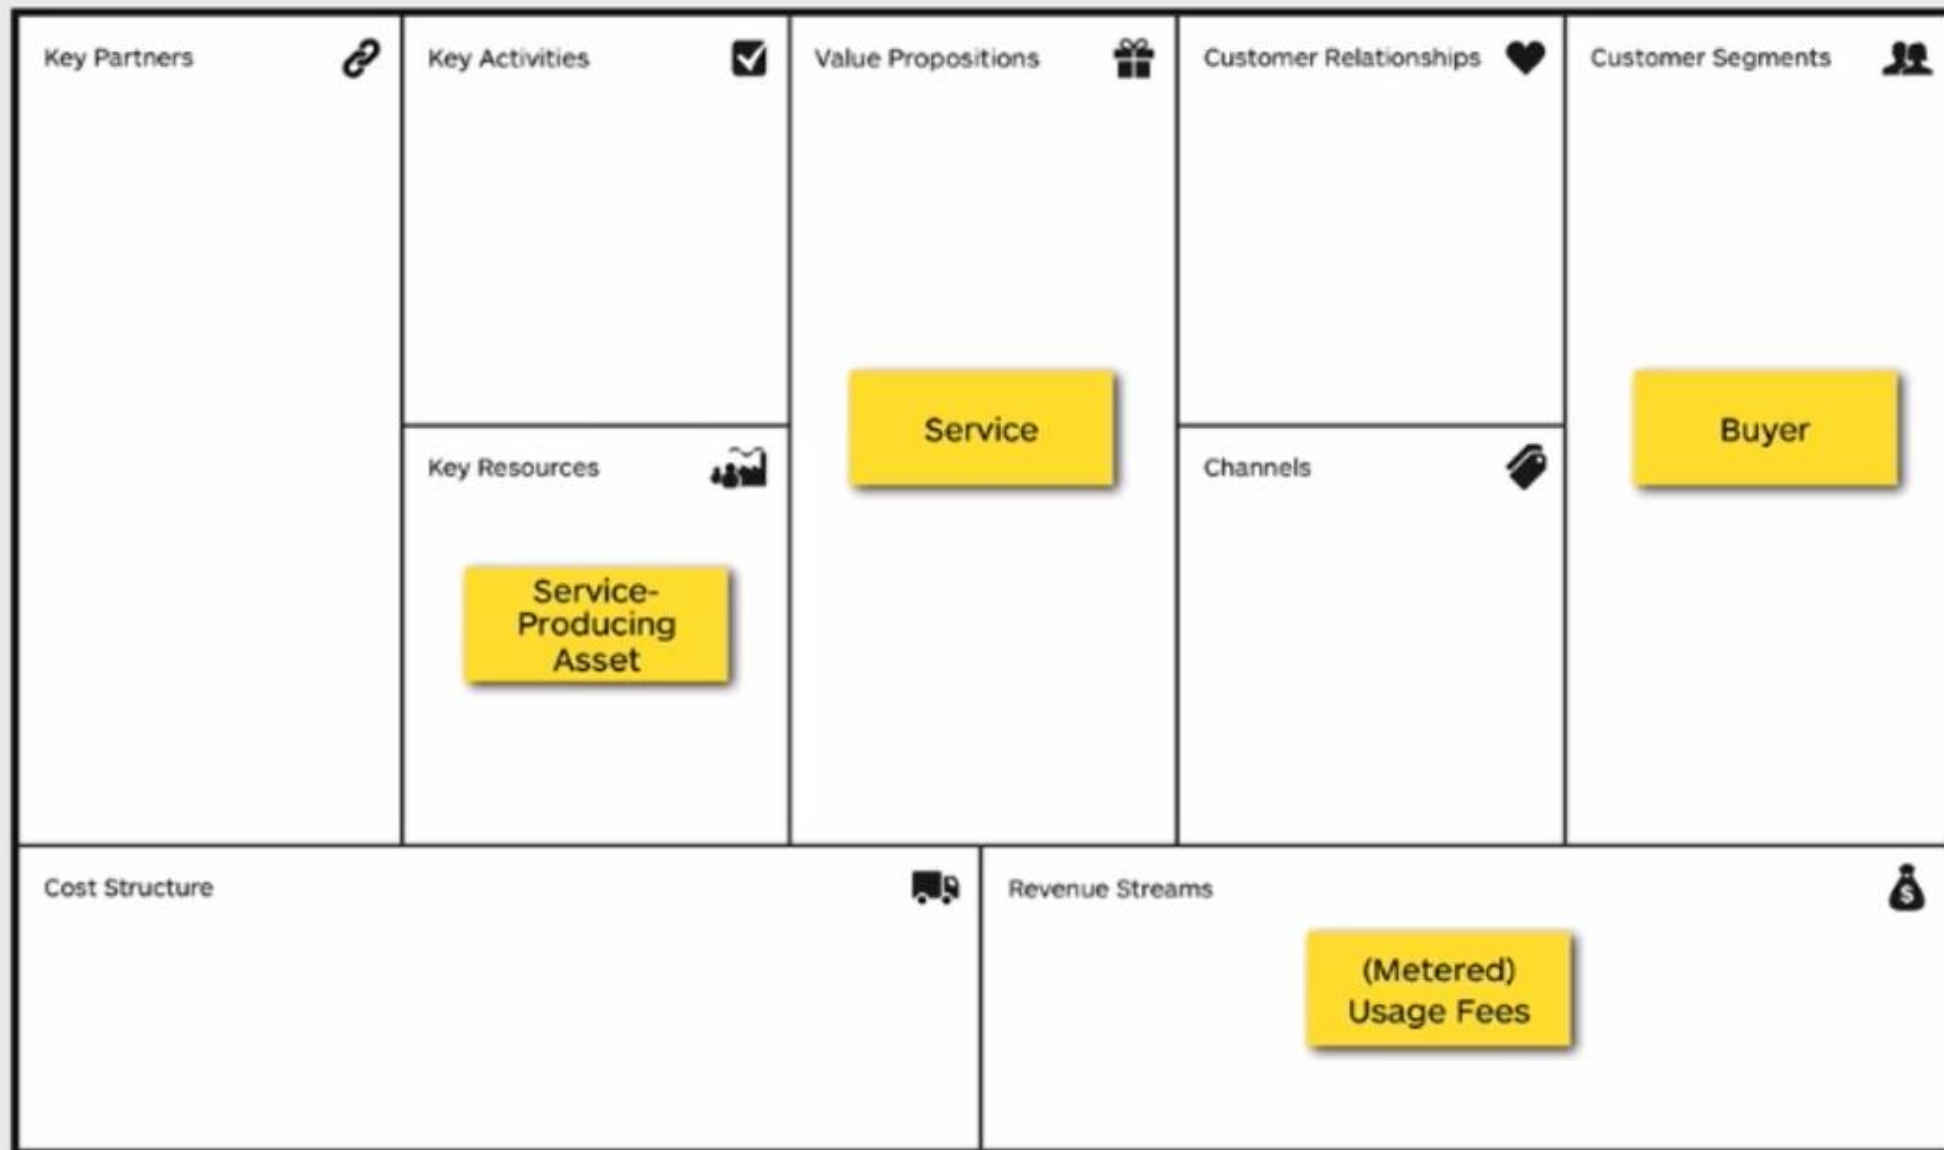 Key Partners
Key Activities
Value Propositions
Customer Relationships
Customer Segments
Service
Buyer
Key Resources
Channels
Service-
Producing
Asset
Cost Structure
Revenue Streams
$
(Metered)
Usage Fees